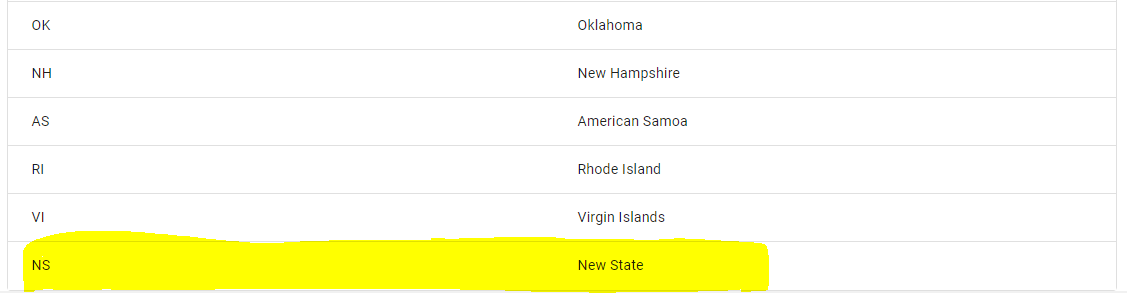 OK Oklahoma
NH New Hampshire
AS American Samoa
RI Rhode Island
VI Virgin Islands
NS New State